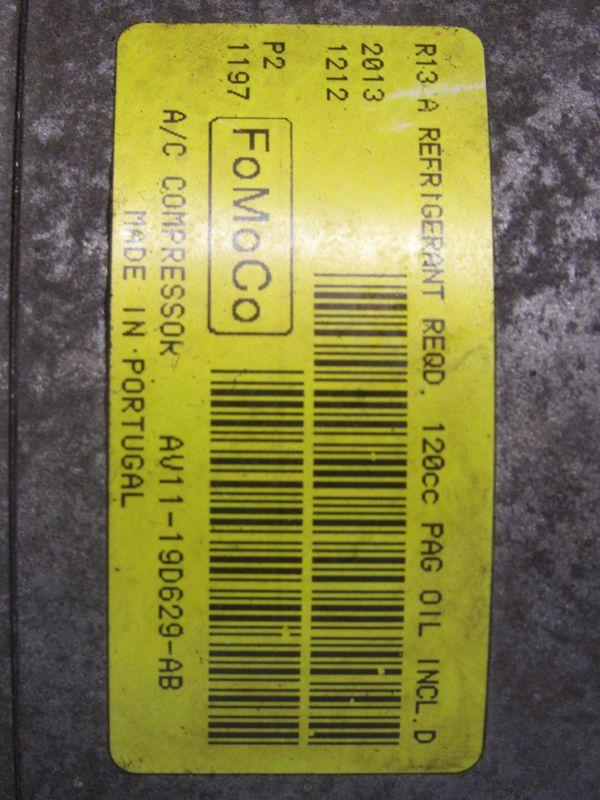 R134A REFRIGERANT REQD. 120cc PAG OIL INCL.D
2013
1212
P2
1197
FoMoCo
A/C COMPRESSOR AV11-19D629-AB
MADE IN PORTUGAL